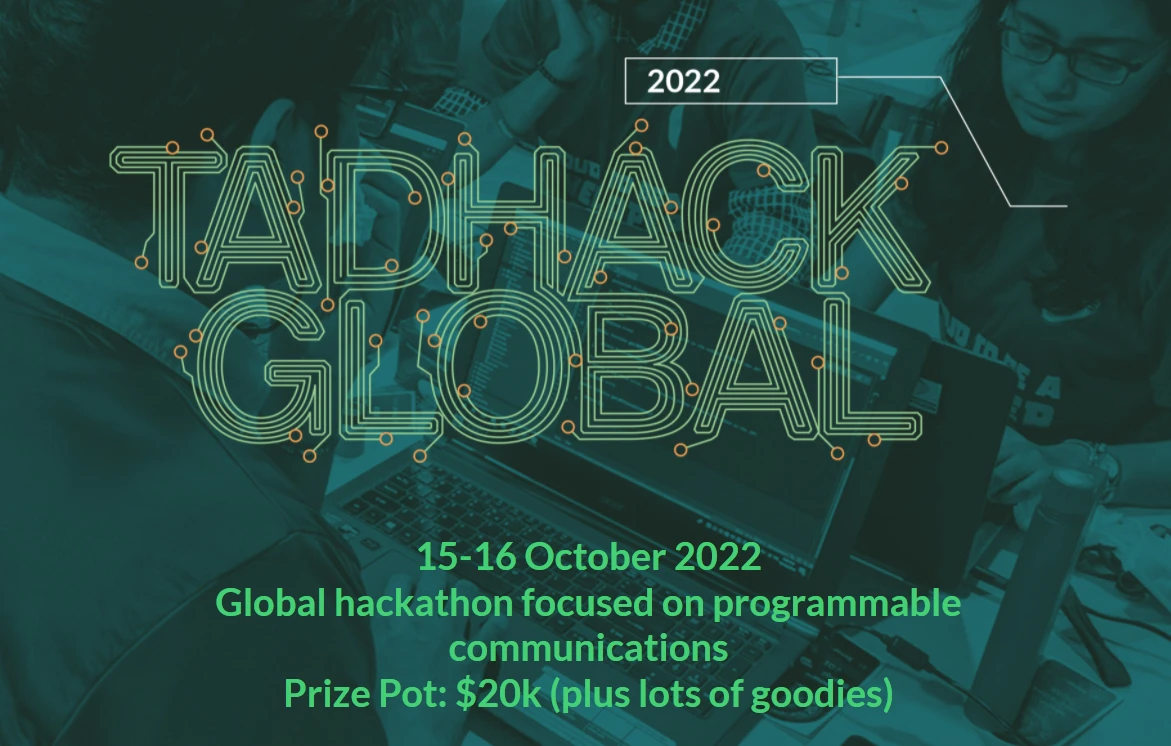 2022
TADHACK
GLOBAL
15-16 October 2022
Global hackathon focused on programmable
communications
Prize Pot: $20k (plus lots of goodies)